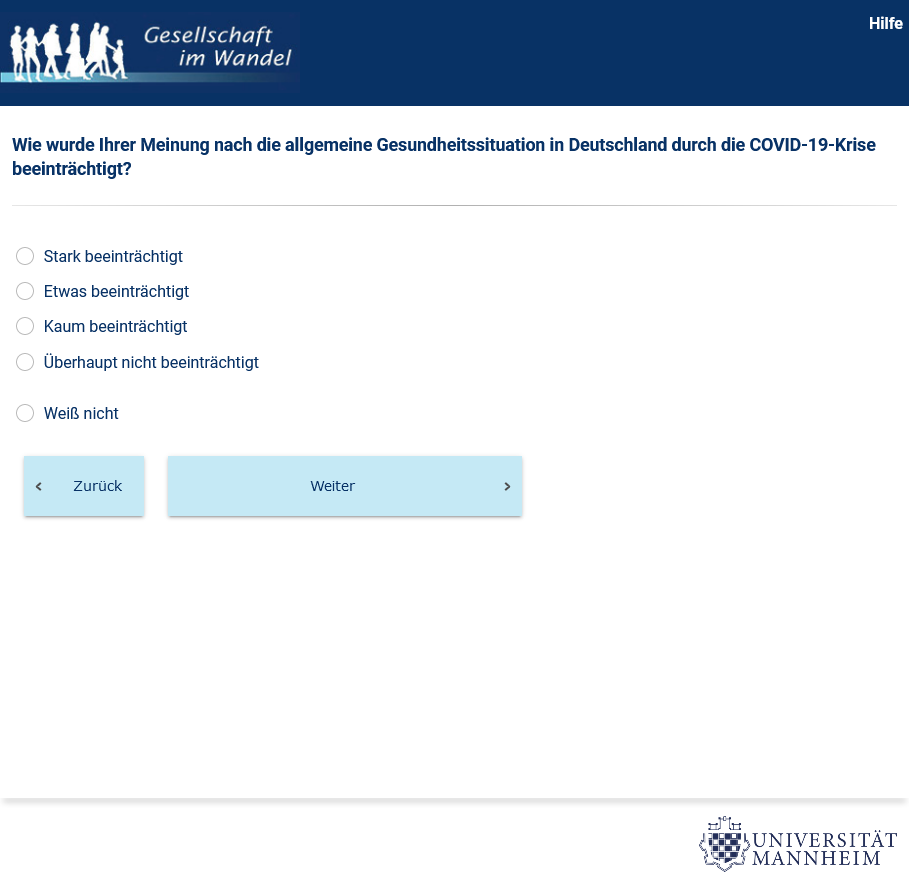 Gesellschaft
im Wandel
Hilfe
Wie wurde Ihrer Meinung nach die allgemeine Gesundheitssituation in Deutschland durch die COVID-19-Krise
beeinträchtigt?
Stark beeinträchtigt
Etwas beeinträchtigt
Kaum beeinträchtigt
Überhaupt nicht beeinträchtigt
Weiß nicht
Zurück
Weiter
UNIVERSITÄT
MANNHEIM